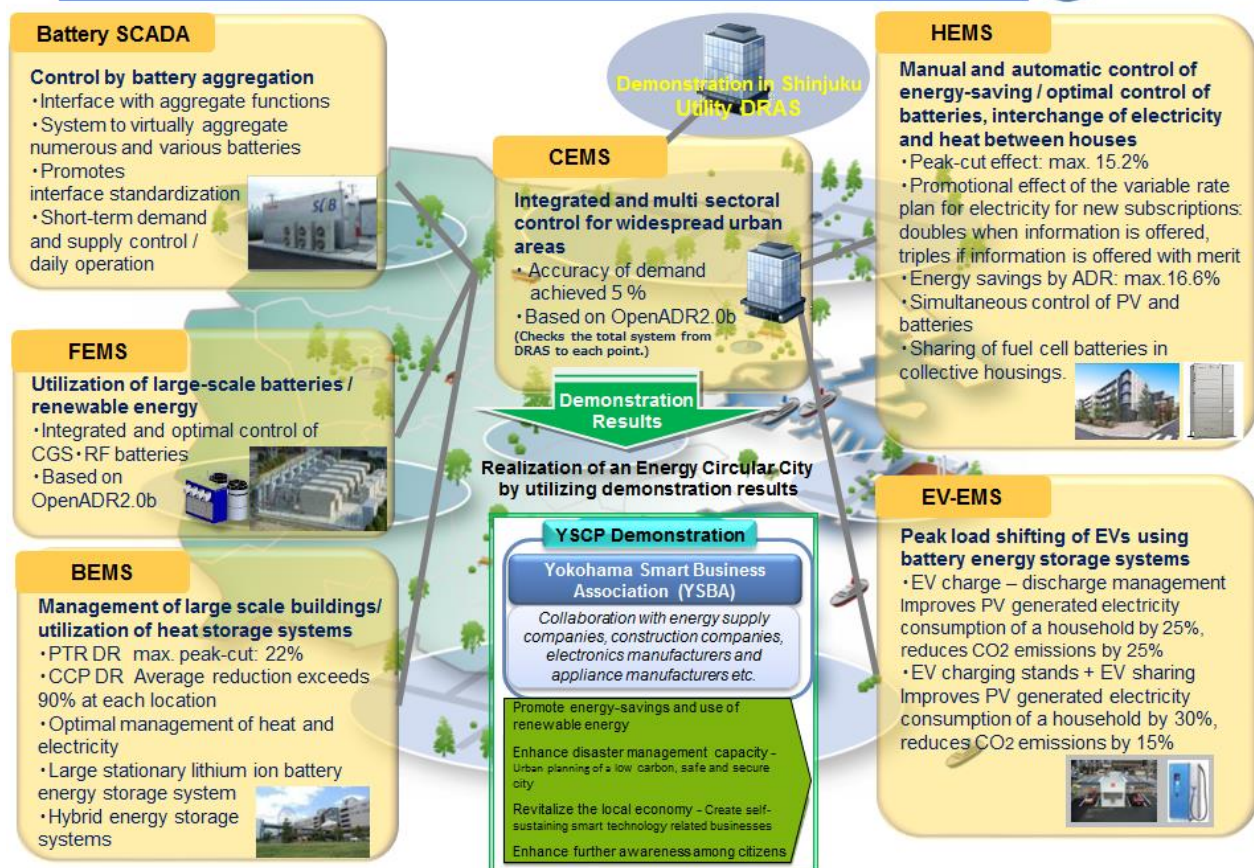 Battery SCADA
Control by battery aggregation
・Interface with aggregate functions
・System to virtually aggregate
numerous and various batteries
・Promotes
interface standardization
・Short-term demand
and supply control /
daily operation
SCiB
FEMS
Utilization of large-scale batteries /
renewable energy
・Integrated and optimal control of
CGS・RF batteries
・Based on
OpenADR2.0b
BEMS
Management of large scale buildings/
utilization of heat storage systems
・PTR DR max. peak-cut: 22%
・CCP DR Average reduction exceeds
90% at each location
・Optimal management of heat and
electricity
・Large stationary lithium ion battery
energy storage system
・Hybrid energy storage
systems
Demonstration in Shinjuku
Utility DRAS
CEMS
Integrated and multi sectoral
control for widespread urban
areas
・Accuracy of demand
achieved 5 %
・Based on OpenADR2.0b
(Checks the total system from
DRAS to each point.)
Demonstration
Results
Realization of an Energy Circular City
by utilizing demonstration results
YSCP Demonstration
Yokohama Smart Business
Association (YSBA)
Collaboration with energy supply
companies, construction companies,
electronics manufacturers and
appliance manufacturers etc.
Promote energy-savings and use of
renewable energy
Enhance disaster management capacity -
Urban planning of a low carbon, safe and secure
city
Revitalize the local economy - Create self-
sustaining smart technology related businesses
Enhance further awareness among citizens
HEMS
Manual and automatic control of
energy-saving / optimal control of
batteries, interchange of electricity
and heat between houses
・Peak-cut effect: max. 15.2%
・Promotional effect of the variable rate
plan for electricity for new subscriptions:
doubles when information is offered,
triples if information is offered with merit
・Energy savings by ADR: max.16.6%
・Simultaneous control of PV and
batteries
・Sharing of fuel cell batteries in
collective housings.
EV-EMS
Peak load shifting of EVs using
battery energy storage systems
・EV charge – discharge management
Improves PV generated electricity
consumption of a household by 25%,
reduces CO2 emissions by 25%
・EV charging stands + EV sharing
Improves PV generated electricity
consumption of a household by 30%,
reduces CO2 emissions by 15%